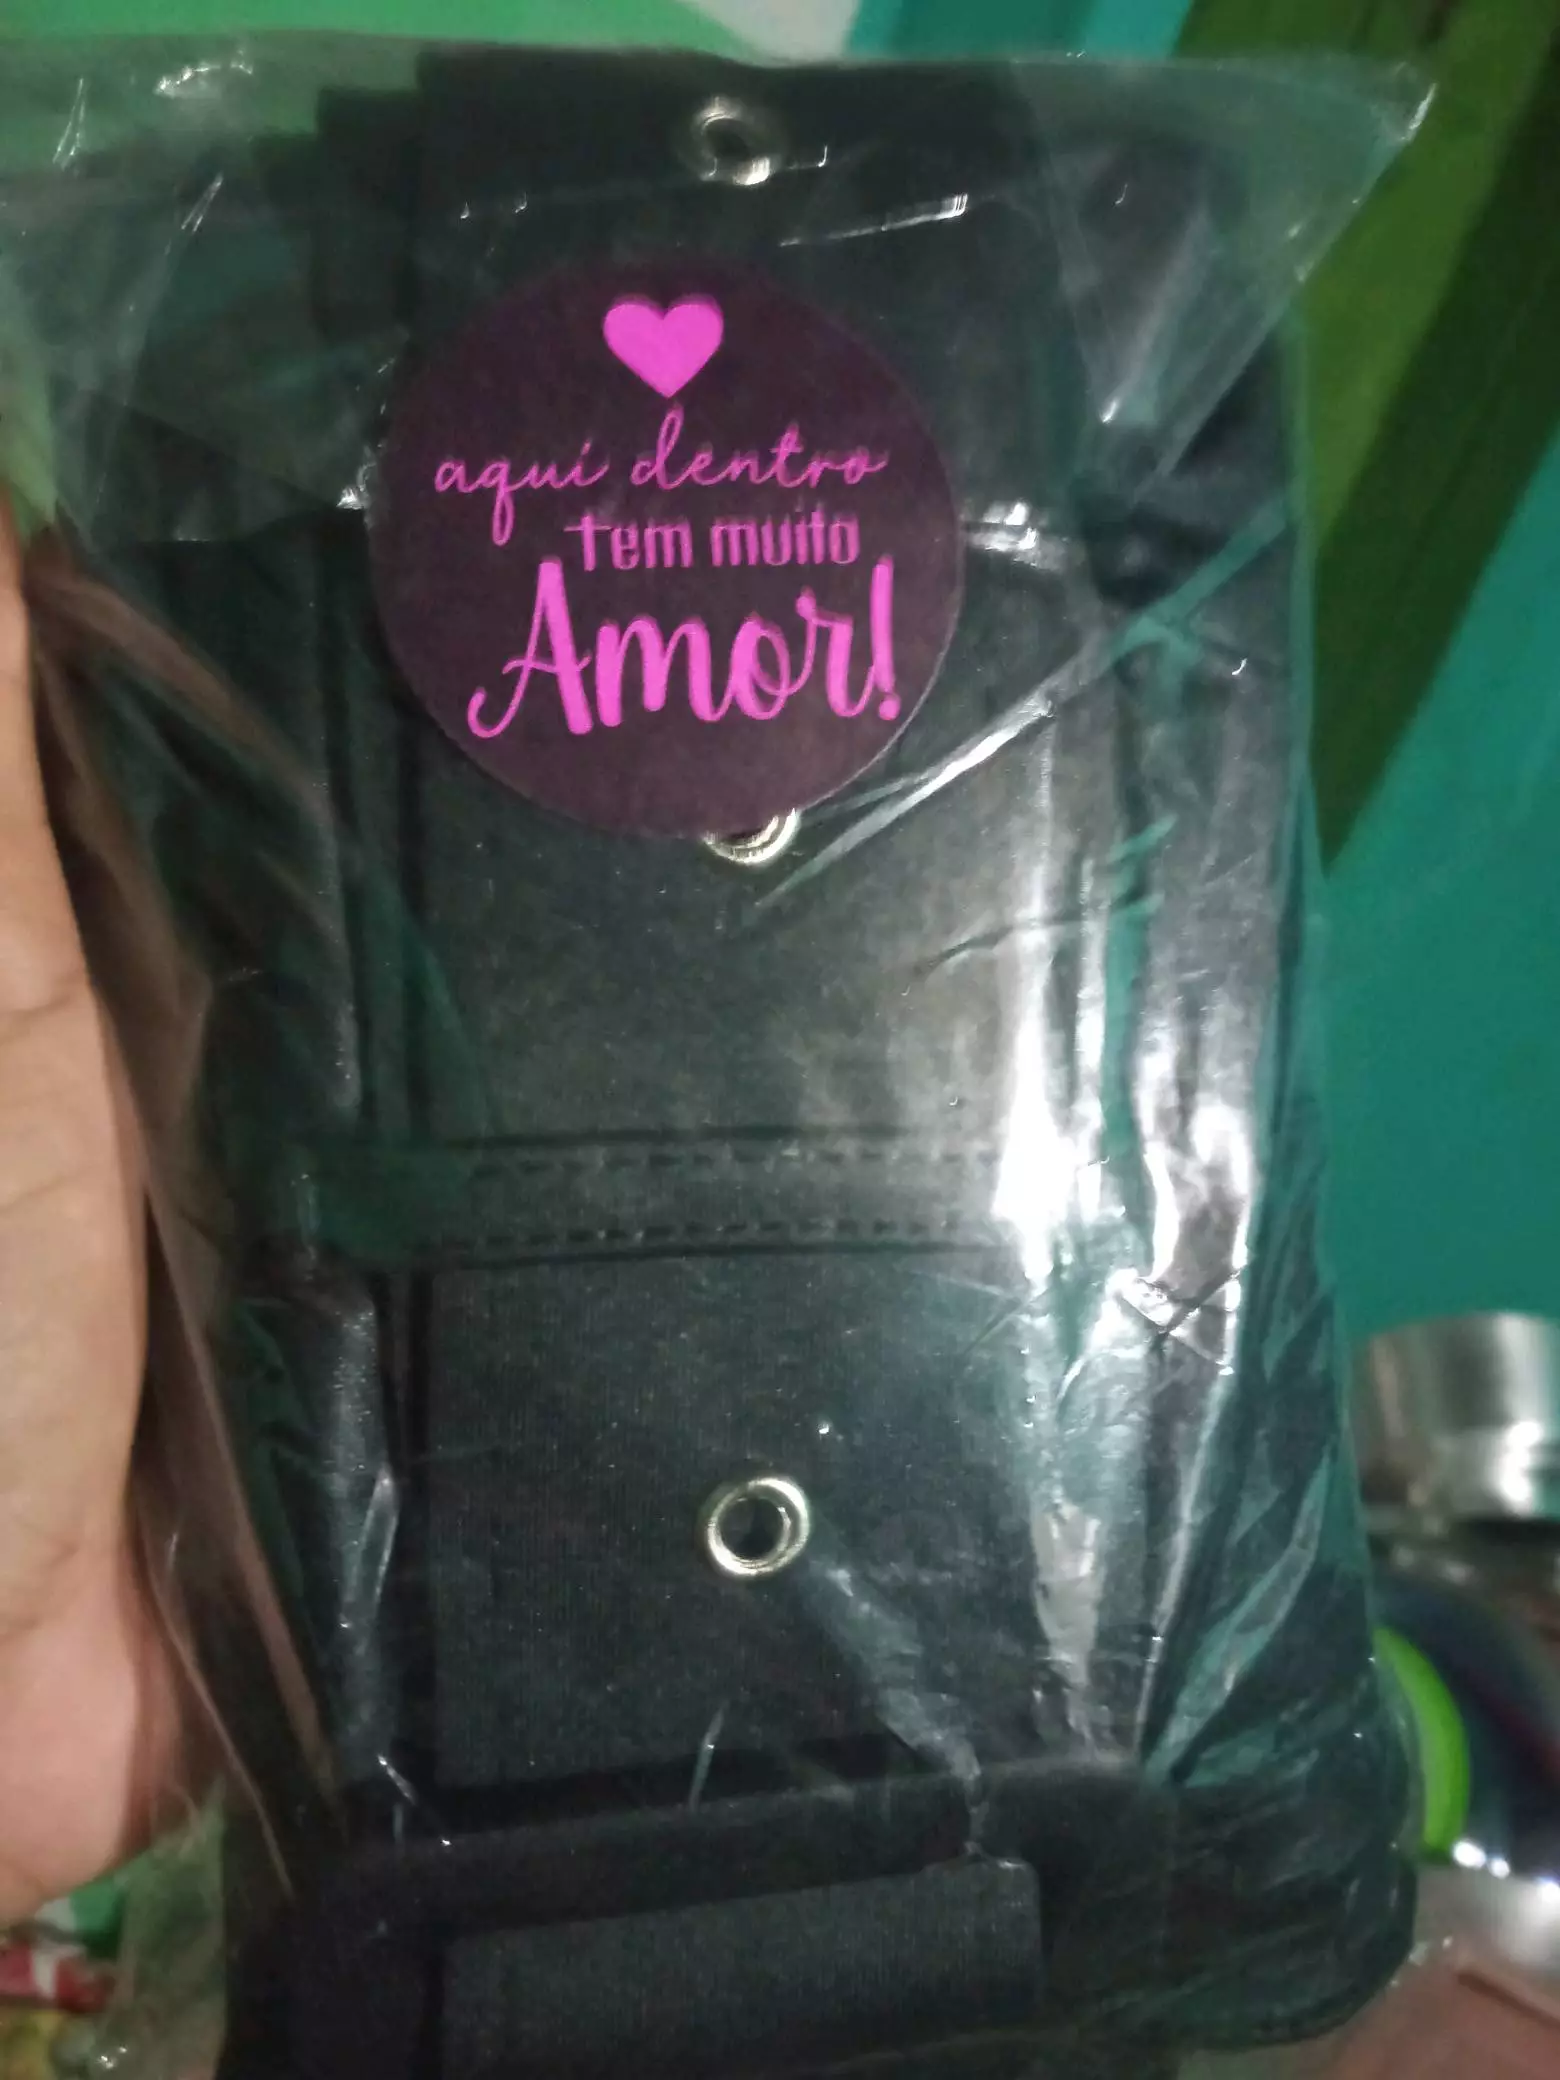 aqui dentro
tem muito
Amor!